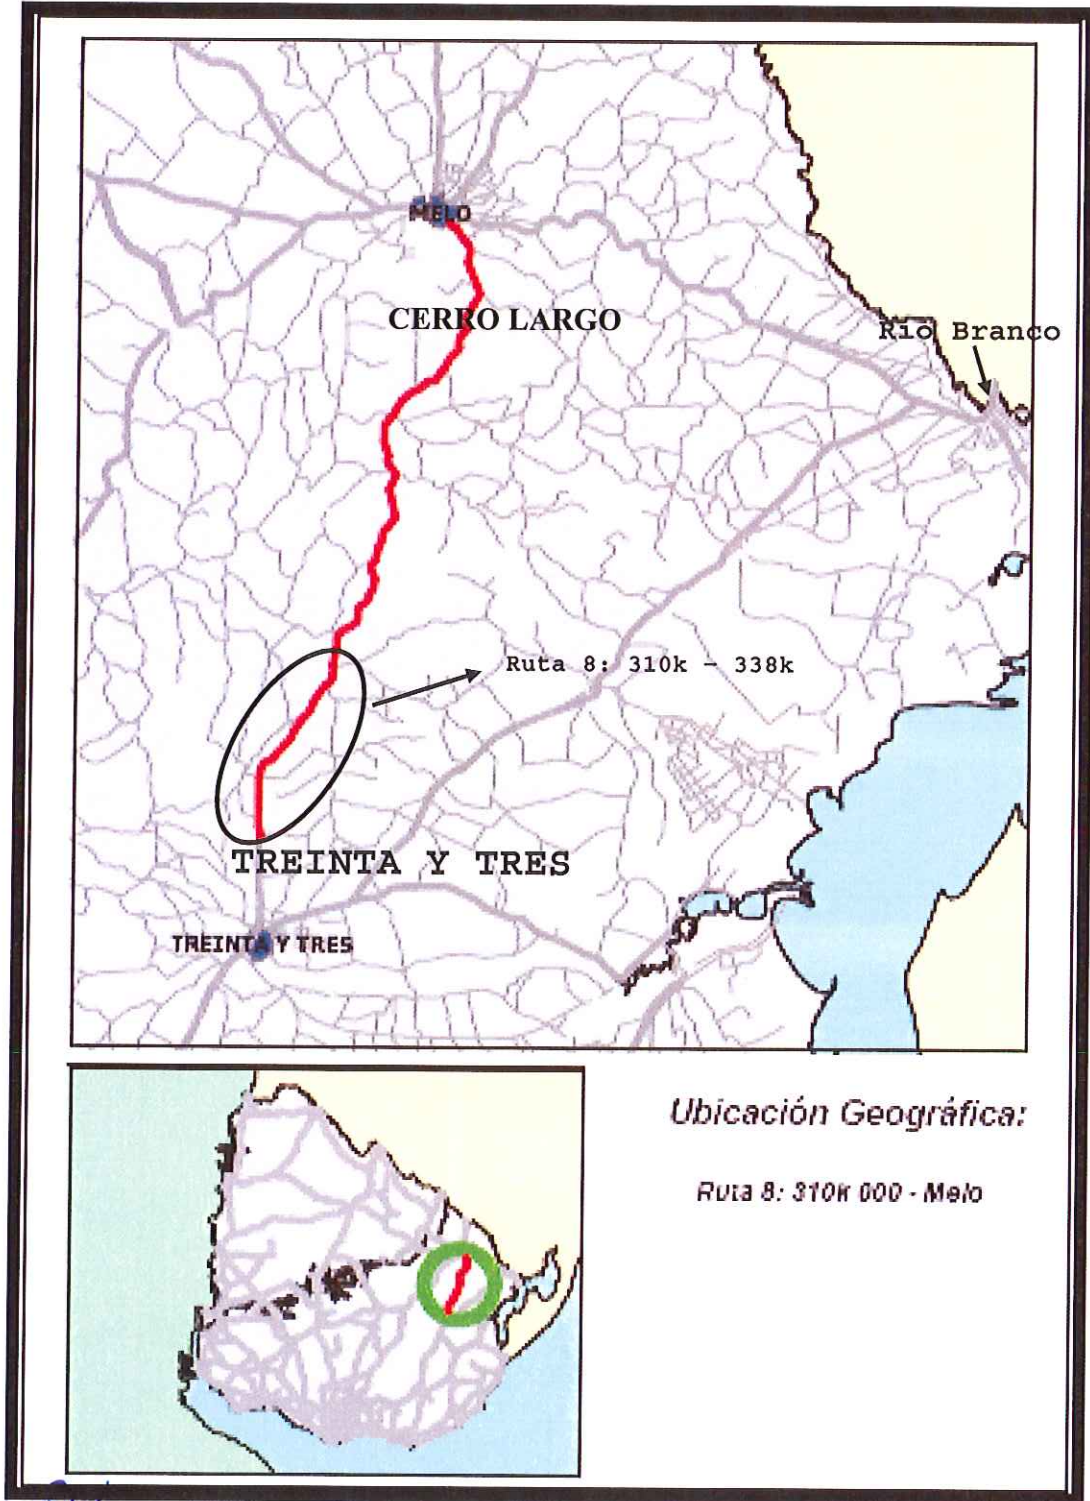 MELO
CERRO LARGO
Rio Branco
Ruta 8: 310k - 338k
TREINTA Y TRES
TREINTA Y TRES
Ubicación Geográfica:
Ruta 8: 310k 000 - Melo